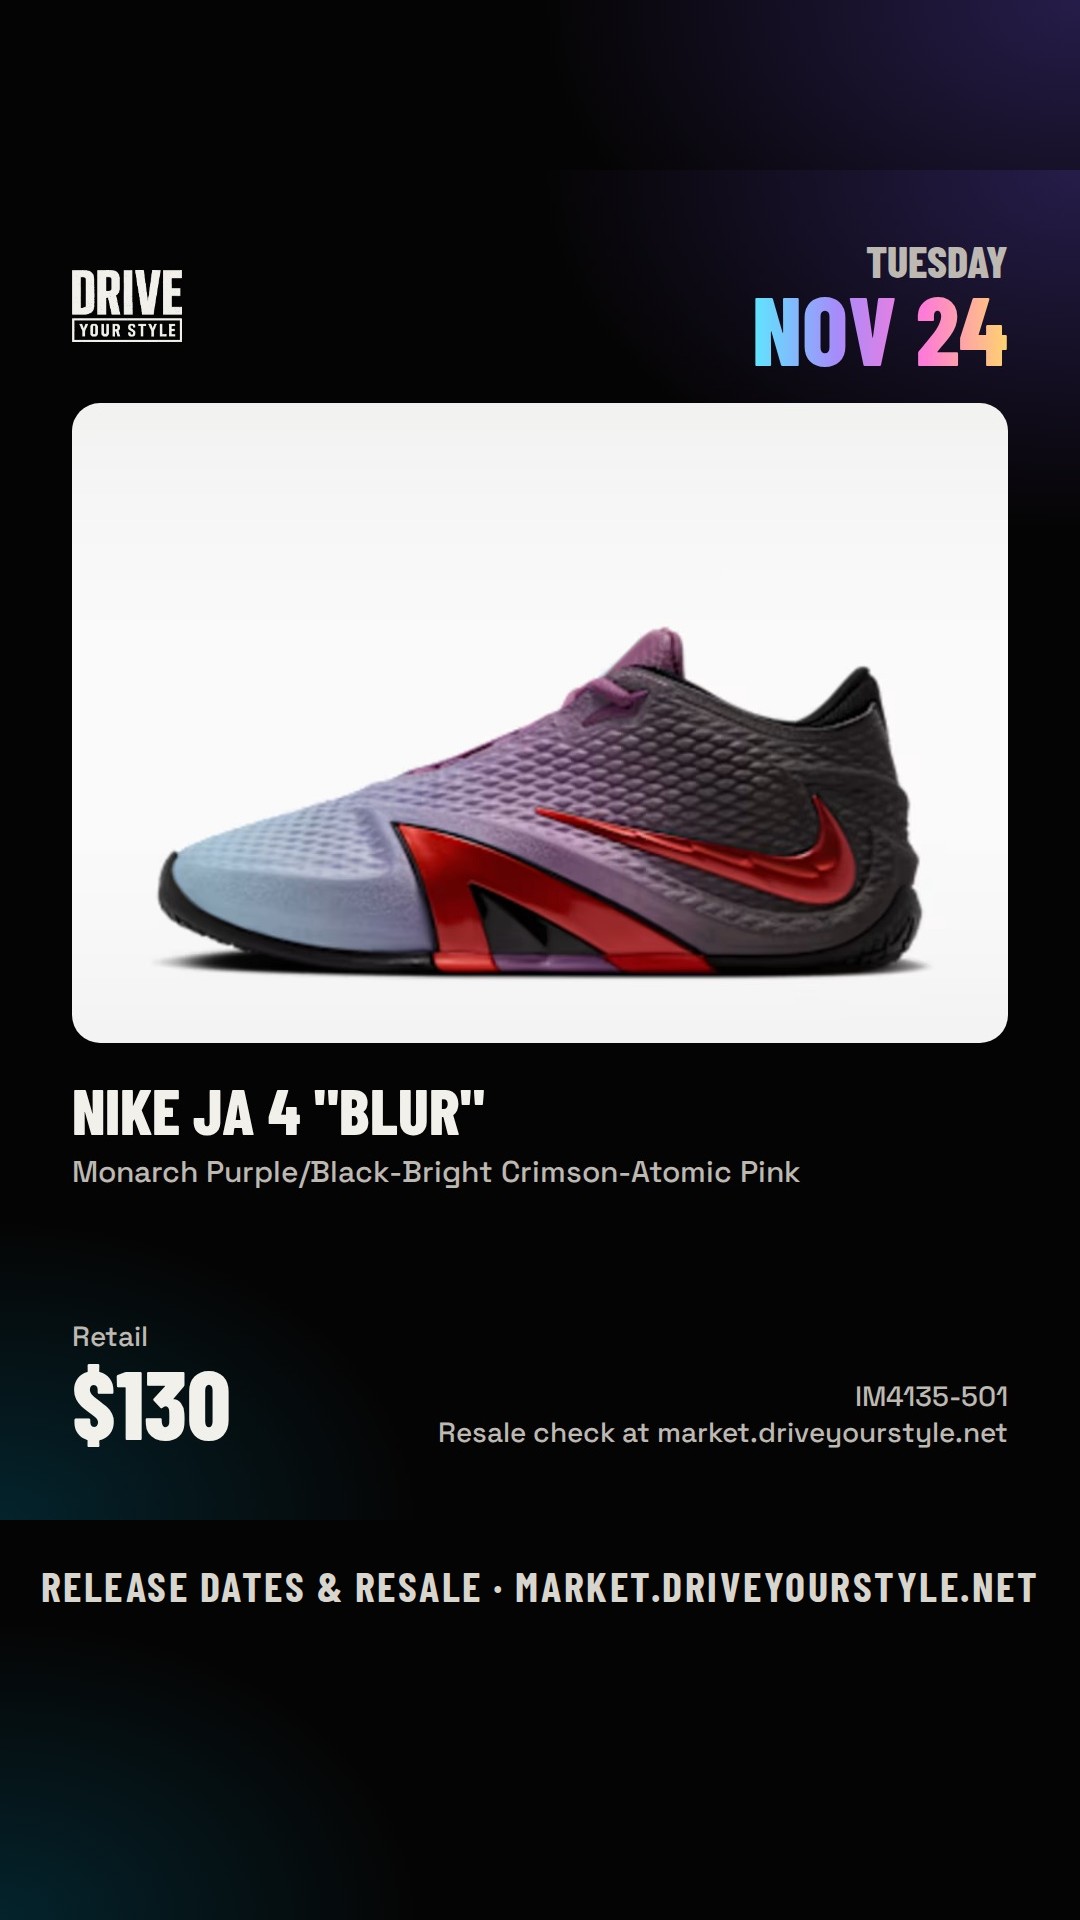 DRIVE
YOUR STYLE
TUESDAY
NOV 24
NIKE JA 4 "BLUR"
Monarch Purple/Black-Bright Crimson-Atomic Pink
Retail
$130
IM4135-501
Resale check at market.driveyourstyle.net
RELEASE DATES & RESALE · MARKET.DRIVEYOURSTYLE.NET